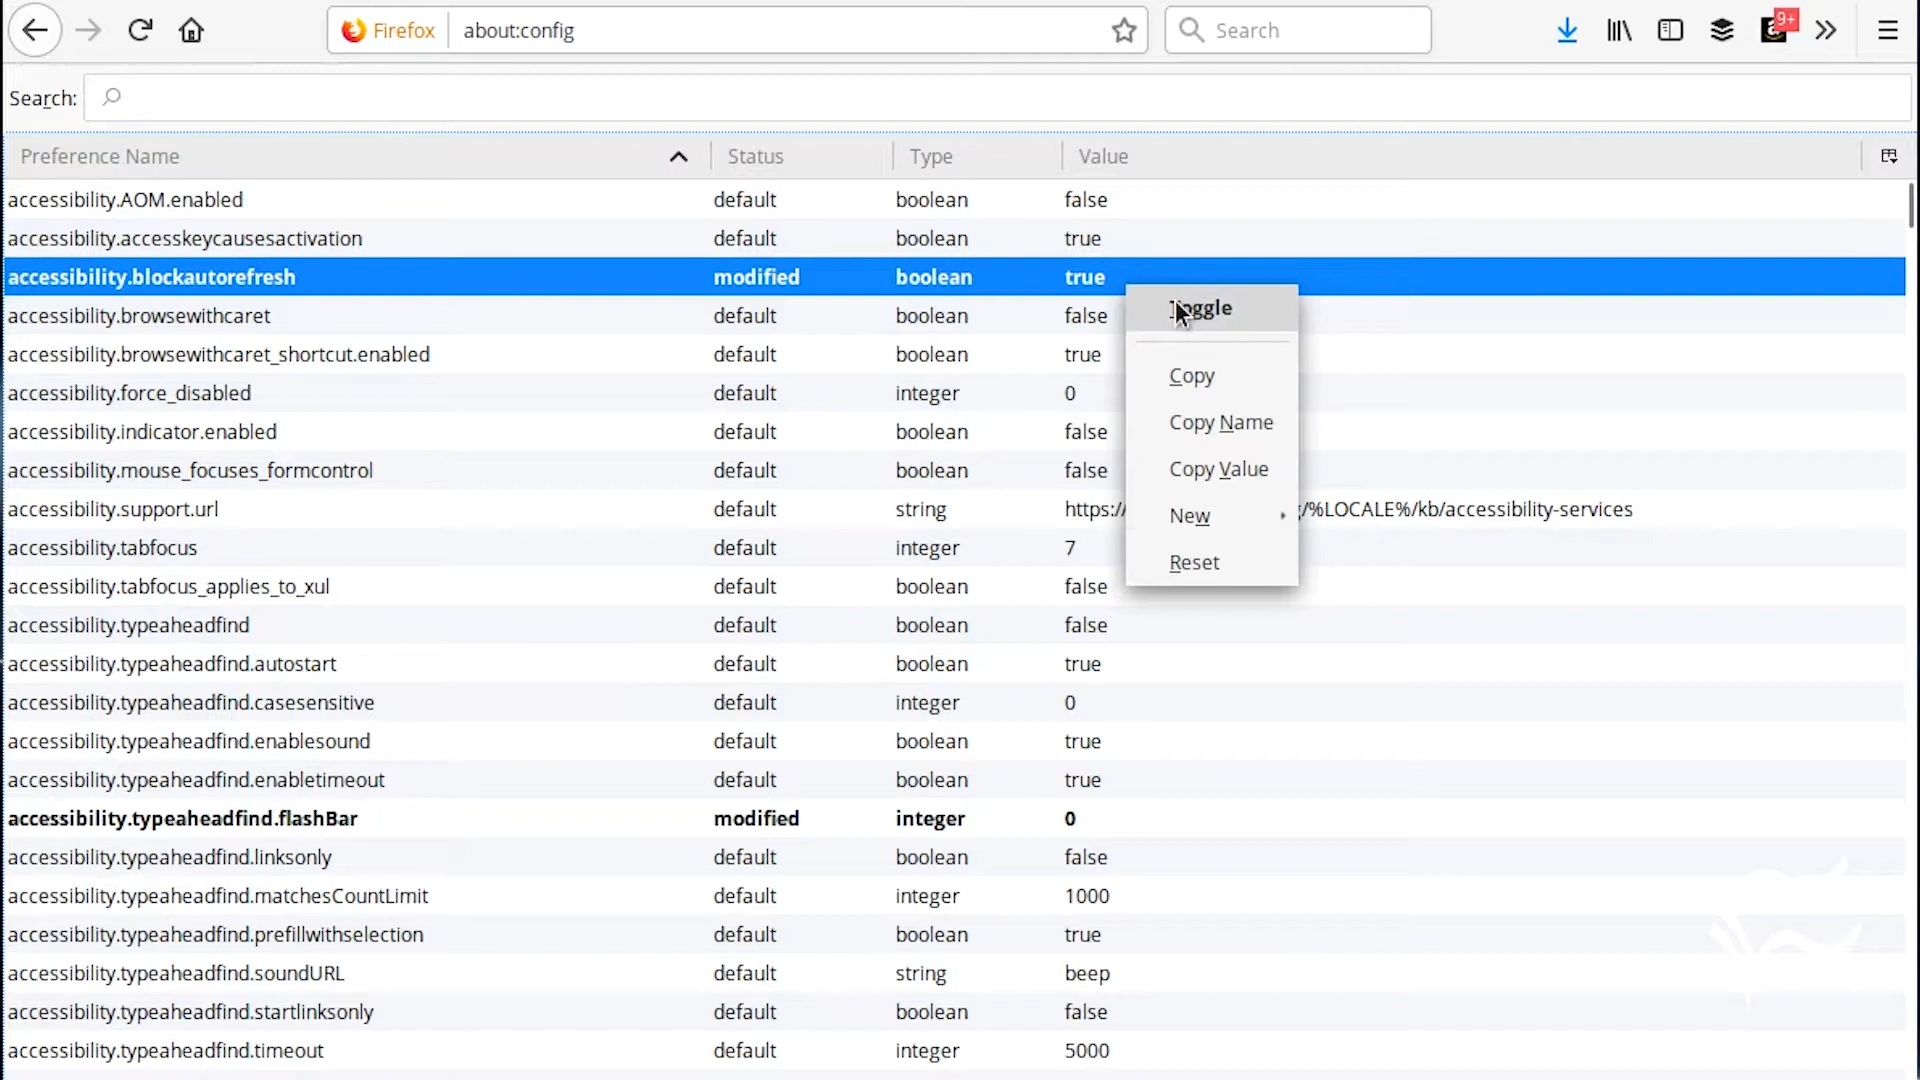 Firefox about:config Search 9+
Search:
Preference Name Status Type Value
accessibility.AOM.enabled default boolean false
accessibility.accesskeycausesactivation default boolean true
accessibility.blockautorefresh modified boolean true
accessibility.browsewithcaret default boolean false
accessibility.browsewithcaret_shortcut.enabled default boolean true
accessibility.force_disabled default integer 0
accessibility.indicator.enabled default boolean false
accessibility.mouse_focuses_formcontrol default boolean false
accessibility.support.url default string https:/ /%LOCALE%/kb/accessibility-services
accessibility.tabfocus default integer 7
accessibility.tabfocus_applies_to_xul default boolean false
accessibility.typeaheadfind default boolean false
accessibility.typeaheadfind.autostart default boolean true
accessibility.typeaheadfind.casesensitive default integer 0
accessibility.typeaheadfind.enablesound default boolean true
accessibility.typeaheadfind.enabletimeout default boolean true
accessibility.typeaheadfind.flashBar modified integer 0
accessibility.typeaheadfind.linksonly default boolean false
accessibility.typeaheadfind.matchesCountLimit default integer 1000
accessibility.typeaheadfind.prefillwithselection default boolean true
accessibility.typeaheadfind.soundURL default string beep
accessibility.typeaheadfind.startlinksonly default boolean false
accessibility.typeaheadfind.timeout default integer 5000
Toggle
Copy
Copy Name
Copy Value
New
Reset